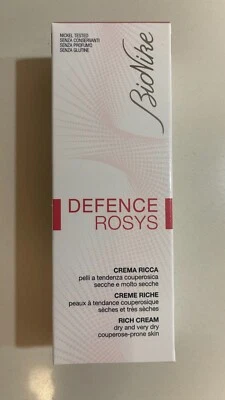 NICKEL TESTED
SENZA CONSERVANTI
SENZA PROFUMO
SENZA GLUTINE
BioNike
DEFENCE
ROSYS
CREMA RICCA
pelli a tendenza couperosica
secche e molto secche
CREME RICHE
peaux à tendance couperosique
sèches et très sèches
RICH CREAM
dry and very dry
couperose-prone skin